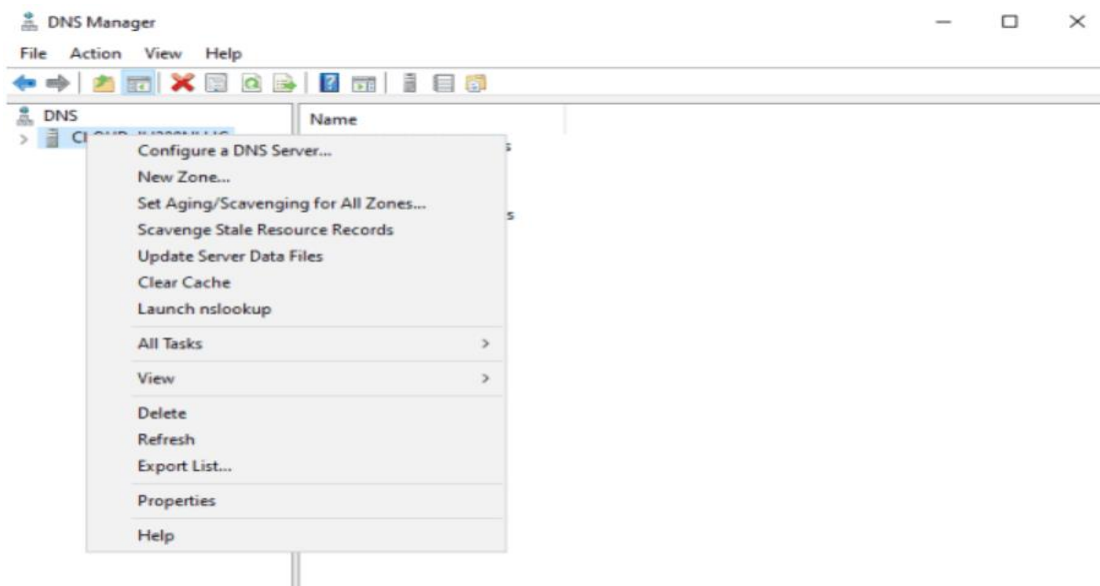 DNS Manager
File Action View Help
DNS
Name
Configure a DNS Server...
New Zone...
Set Aging/Scavenging for All Zones...
Scavenge Stale Resource Records
Update Server Data Files
Clear Cache
Launch nslookup
All Tasks
View
Delete
Refresh
Export List...
Properties
Help